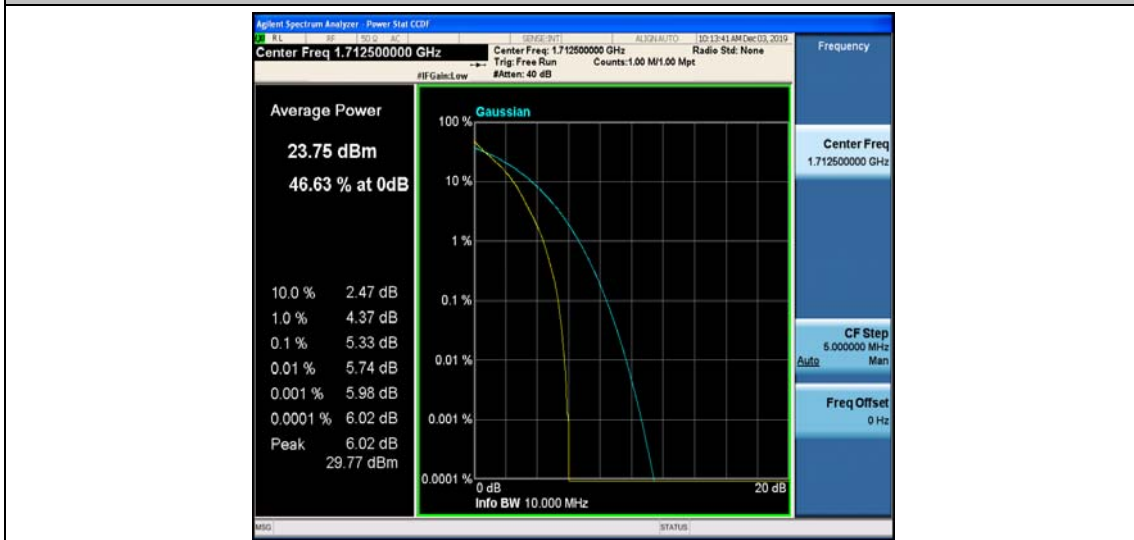 Agilent Spectrum Analyzer - Power Stat CCDF
RL RF 50 Ω AC SENSE:INT ALIGN AUTO 10:13:41 AM Dec 03, 2019
Center Freq 1.712500000 GHz
Center Freq: 1.712500000 GHz Radio Std: None
Trig: Free Run Counts:1.00 M/1.00 Mpt
#IFGain:Low #Atten: 40 dB
Frequency
Average Power
23.75 dBm
46.63 % at 0dB
10.0 % 2.47 dB
1.0 % 4.37 dB
0.1 % 5.33 dB
0.01 % 5.74 dB
0.001 % 5.98 dB
0.0001 % 6.02 dB
Peak 6.02 dB
29.77 dBm
Gaussian
100 %
10 %
1 %
0.1 %
0.01 %
0.001 %
0.0001 %
0 dB 20 dB
Info BW 10.000 MHz
Center Freq
1.712500000 GHz
CF Step
5.000000 MHz
Auto Man
Freq Offset
0 Hz
MSG STATUS